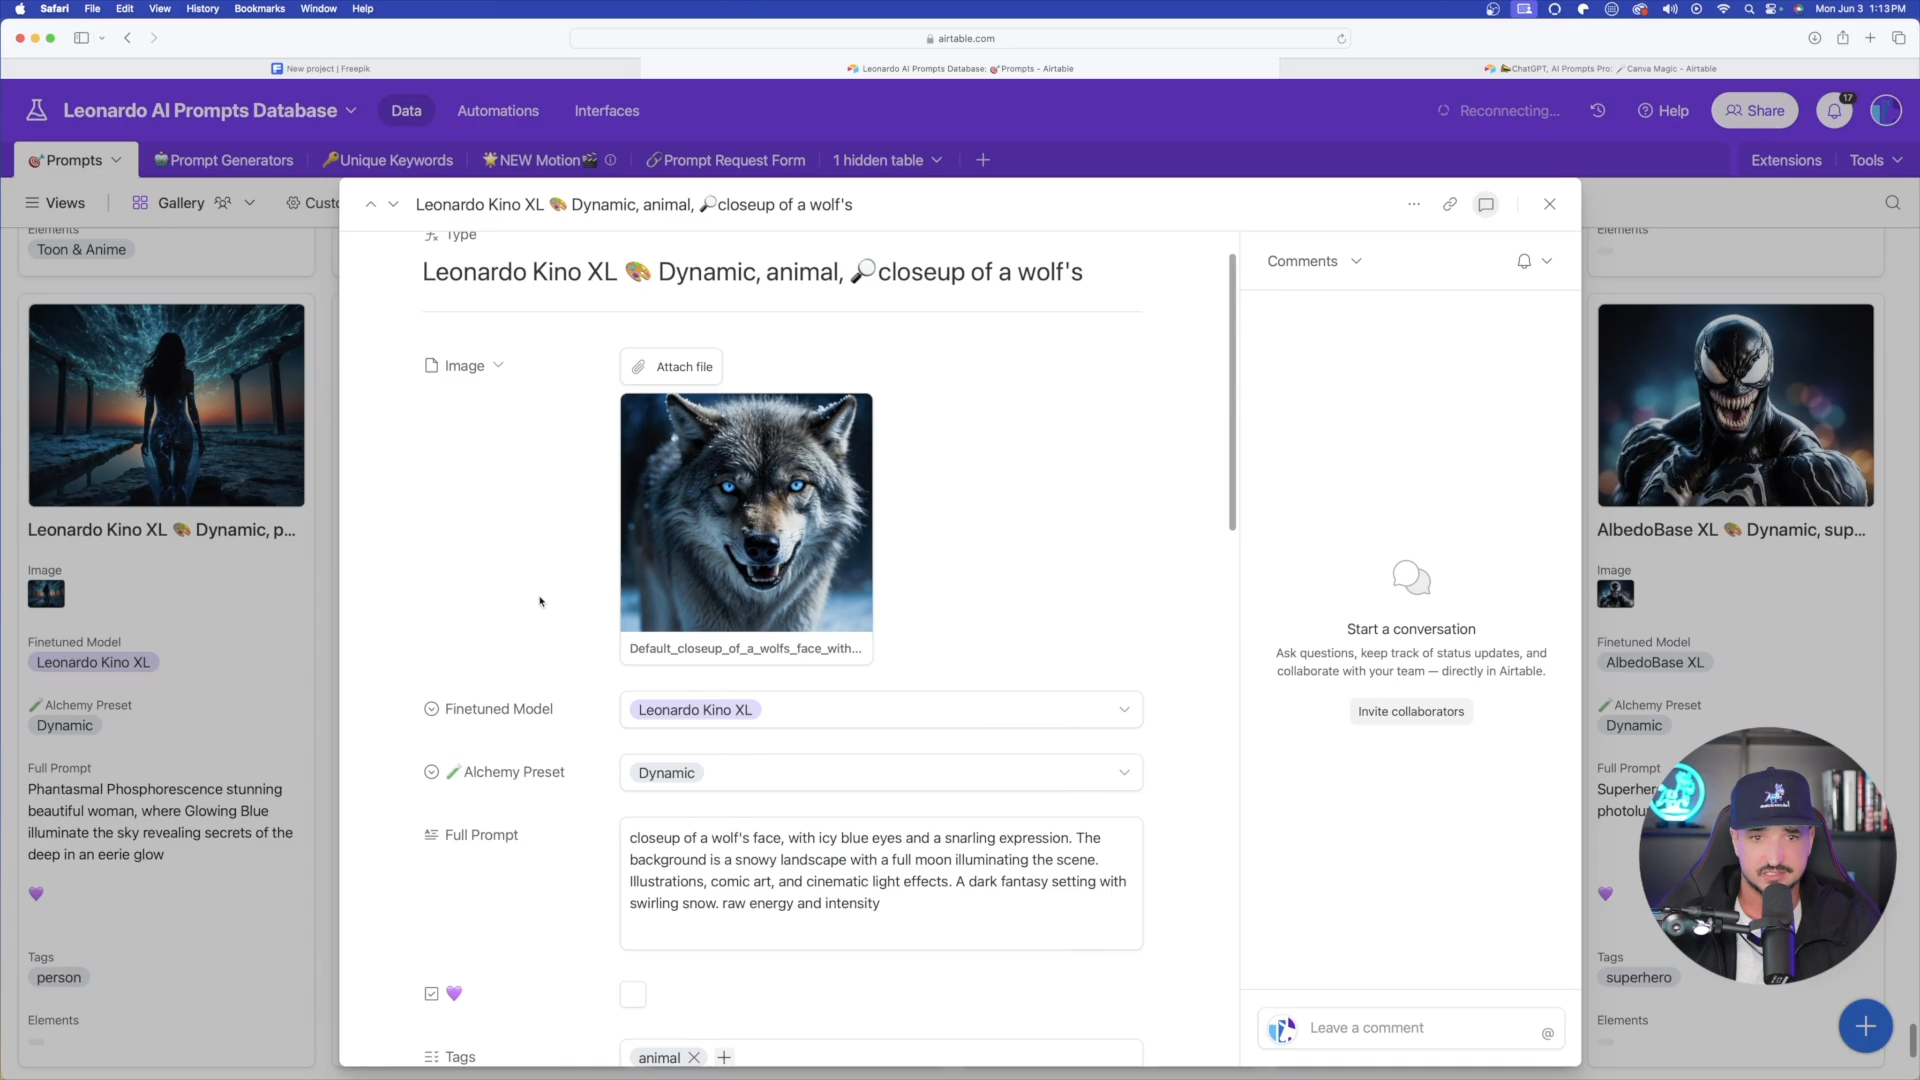 Safari File Edit View History Bookmarks Window Help
Mon Jun 3 1:13 PM
airtable.com
New project | Freepik
Leonardo AI Prompts Database: 🎯Prompts - Airtable
ChatGPT, AI Prompts Pro: 🪄Canva Magic - Airtable
Leonardo AI Prompts Database
Data
Automations
Interfaces
Reconnecting...
Help
Share
17
Prompts
Prompt Generators
Unique Keywords
NEW Motion
Prompt Request Form
1 hidden table
Extensions
Tools
Views
Gallery
Custo
Leonardo Kino XL 🎨 Dynamic, animal, 🔎closeup of a wolf's
Elements
Toon & Anime
Leonardo Kino XL 🎨 Dynamic, p...
Image
Finetuned Model
Leonardo Kino XL
Alchemy Preset
Dynamic
Full Prompt
Phantasmal Phosphorescence stunning
beautiful woman, where Glowing Blue
illuminate the sky revealing secrets of the
deep in an eerie glow
Tags
person
Elements
Type
Leonardo Kino XL 🎨 Dynamic, animal, 🔎closeup of a wolf's
Image
Attach file
Default_closeup_of_a_wolfs_face_with...
Finetuned Model
Leonardo Kino XL
Alchemy Preset
Dynamic
Full Prompt
closeup of a wolf's face, with icy blue eyes and a snarling expression. The
background is a snowy landscape with a full moon illuminating the scene.
Illustrations, comic art, and cinematic light effects. A dark fantasy setting with
swirling snow. raw energy and intensity
Tags
animal
Comments
Start a conversation
Ask questions, keep track of status updates, and
collaborate with your team — directly in Airtable.
Invite collaborators
Leave a comment
@
Elements
AlbedoBase XL 🎨 Dynamic, sup...
Image
Finetuned Model
AlbedoBase XL
Alchemy Preset
Dynamic
Full Prompt
Superhe
photolu
Tags
superhero
Elements